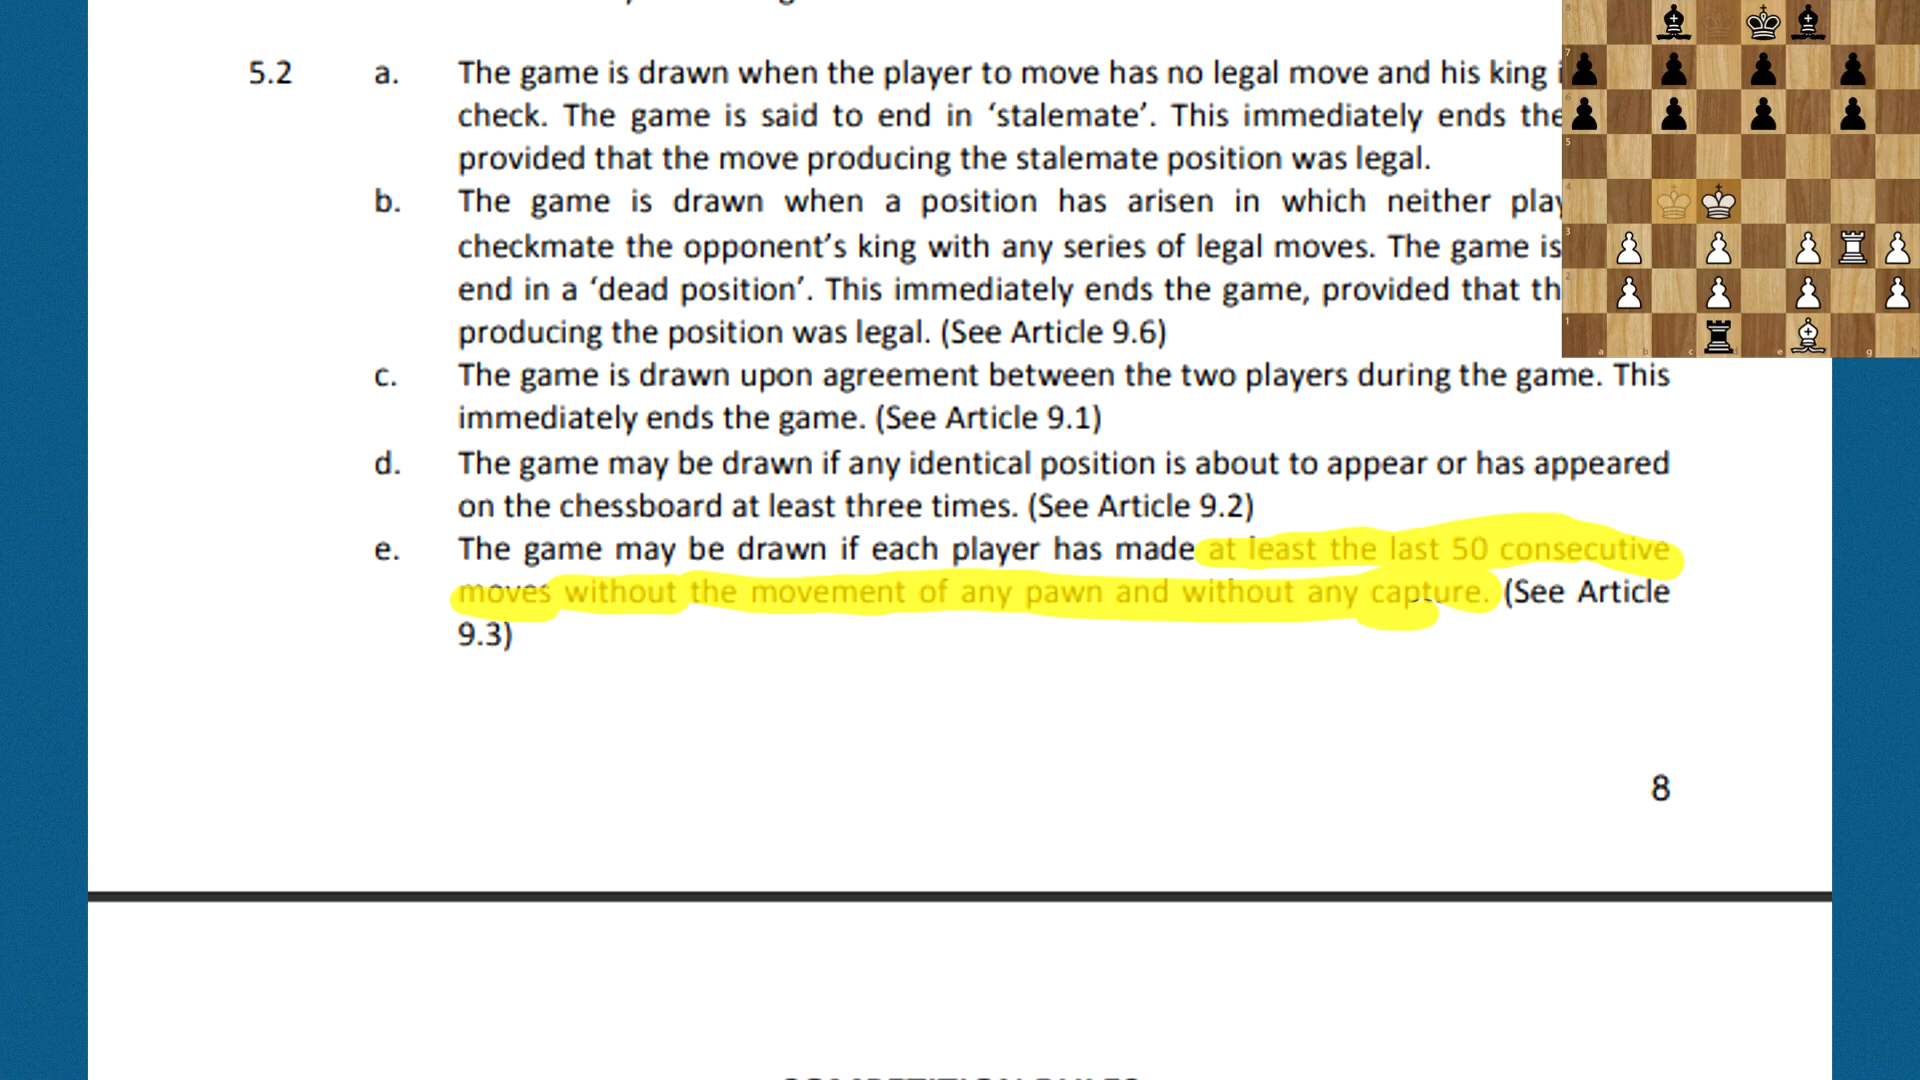 5.2 a. The game is drawn when the player to move has no legal move and his king
check. The game is said to end in ‘stalemate’. This immediately ends the
provided that the move producing the stalemate position was legal.
b. The game is drawn when a position has arisen in which neither
checkmate the opponent’s king with any series of legal moves. The game is
end in a ‘dead position’. This immediately ends the game, provided that
producing the position was legal. (See Article 9.6)
c. The game is drawn upon agreement between the two players during the game. This
immediately ends the game. (See Article 9.1)
d. The game may be drawn if any identical position is about to appear or has appeared
on the chessboard at least three times. (See Article 9.2)
e. The game may be drawn if each player has made at least the last 50 consecutive
moves without the movement of any pawn and without any capture. (See Article
9.3)
8